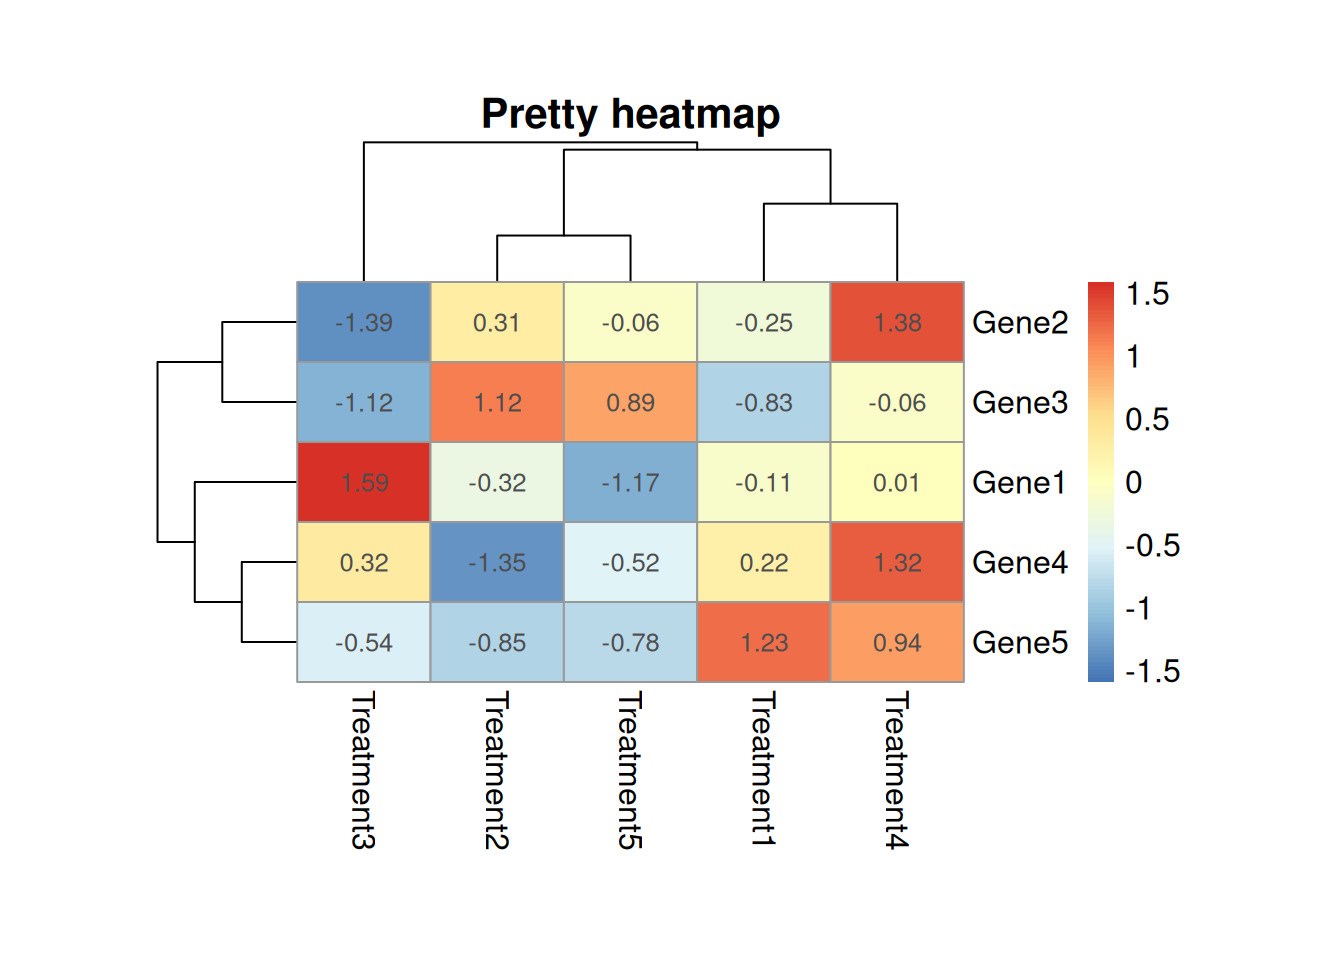 Pretty heatmap
-1.39 0.31 -0.06 -0.25 1.38 Gene2
-1.12 1.12 0.89 -0.83 -0.06 Gene3
1.59 -0.32 -1.17 -0.11 0.01 Gene1
0.32 -1.35 -0.52 0.22 1.32 Gene4
-0.54 -0.85 -0.78 1.23 0.94 Gene5
Treatment3
Treatment2
Treatment5
Treatment1
Treatment4
1.5
1
0.5
0
-0.5
-1
-1.5